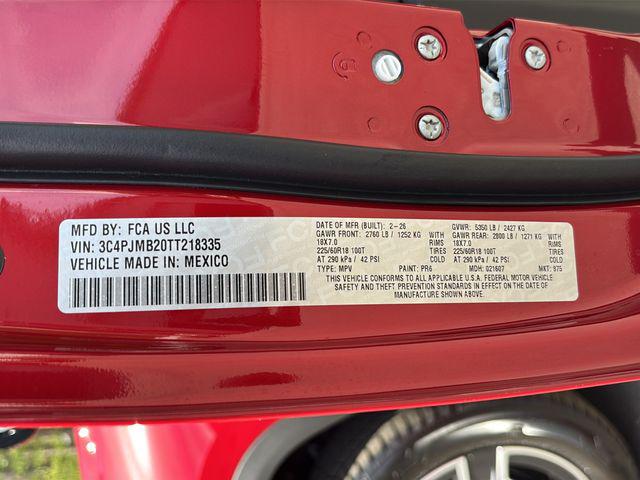 MFD BY: FCA US LLC
VIN: 3C4PJMB20TT218335
VEHICLE MADE IN: MEXICO
DATE OF MFR (BUILT): 2-26 GVWR: 5350 LB / 2427 KG
GAWR FRONT: 2760 LB / 1252 KG WITH GAWR REAR: 2800 LB / 1271 KG WITH
18X7.0 RIMS 18X7.0 RIMS
225/60R18 100T TIRES 225/60R18 100T TIRES
AT 290 kPa / 42 PSI COLD AT 290 kPa / 42 PSI COLD
TYPE: MPV PAINT: PR6 MDH: 021607 MKT: 875
THIS VEHICLE CONFORMS TO ALL APPLICABLE U.S.A. FEDERAL MOTOR VEHICLE
SAFETY AND THEFT PREVENTION STANDARDS IN EFFECT ON THE DATE OF
MANUFACTURE SHOWN ABOVE.